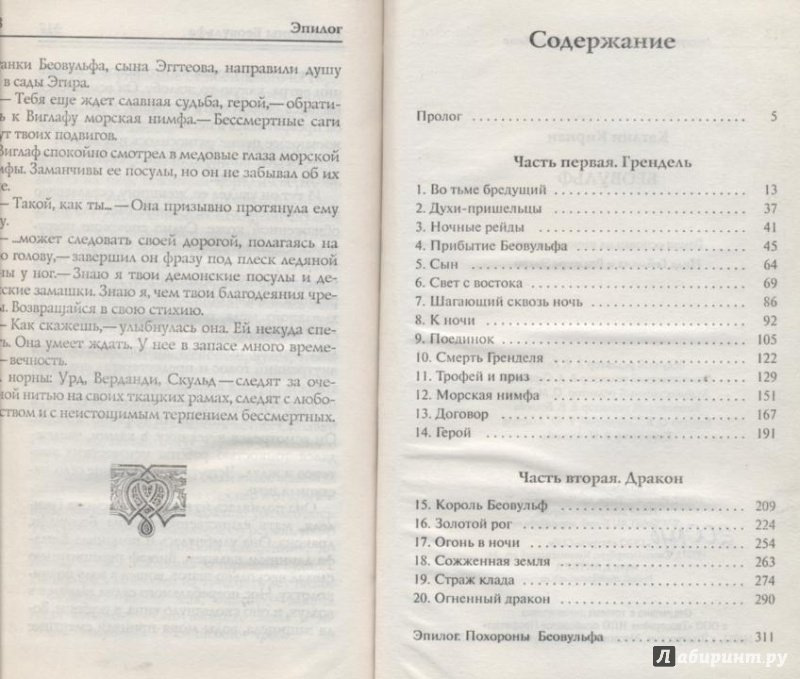 Эпилог
анки Беовульфа, сына Эггтеова, направили душу
в сады Эгира.
— Тебя еще ждет славная судьба, герой,— обрати-
к Виглафу морская нимфа.— Бессмертные саги
ут твоих подвигов.
Виглаф спокойно смотрел в медовые глаза морской
мфы. Заманчивы ее посулы, но он не забывал об их
е.
— Такой, как ты...— Она призывно протянула ему
у.
— ...может следовать своей дорогой, полагаясь на
ю голову,— завершил он фразу под плеск ледяной
ны у ног.— Знаю я твои демонские посулы и де-
ские замашки. Знаю я, чем твои благодеяния чре-
ы. Возвращайся в свою стихию.
— Как скажешь,— улыбнулась она. Ей некуда спе-
ть. Она умеет ждать. У нее в запасе много време-
— вечность.
норны: Урд, Верданди, Скульд — следят за оче-
ной нитью на своих ткацких рамах, следят с любо-
ством и с неистощимым терпением бессмертных.
Содержание
Пролог 5
Часть первая. Грендель
1. Во тьме бредущий 13
2. Духи-пришельцы 37
3. Ночные рейды 41
4. Прибытие Беовульфа 45
5. Сын 64
6. Свет с востока 69
7. Шагающий сквозь ночь 86
8. К ночи 92
9. Поединок 105
10. Смерть Гренделя 122
11. Трофей и приз 129
12. Морская нимфа 151
13. Договор 167
14. Герой 191
Часть вторая. Дракон
15. Король Беовульф 209
16. Золотой рог 224
17. Огонь в ночи 254
18. Сожженная земля 263
19. Страж клада 274
20. Огненный дракон 290
Эпилог. Похороны Беовульфа 311
Лабиринт.ру